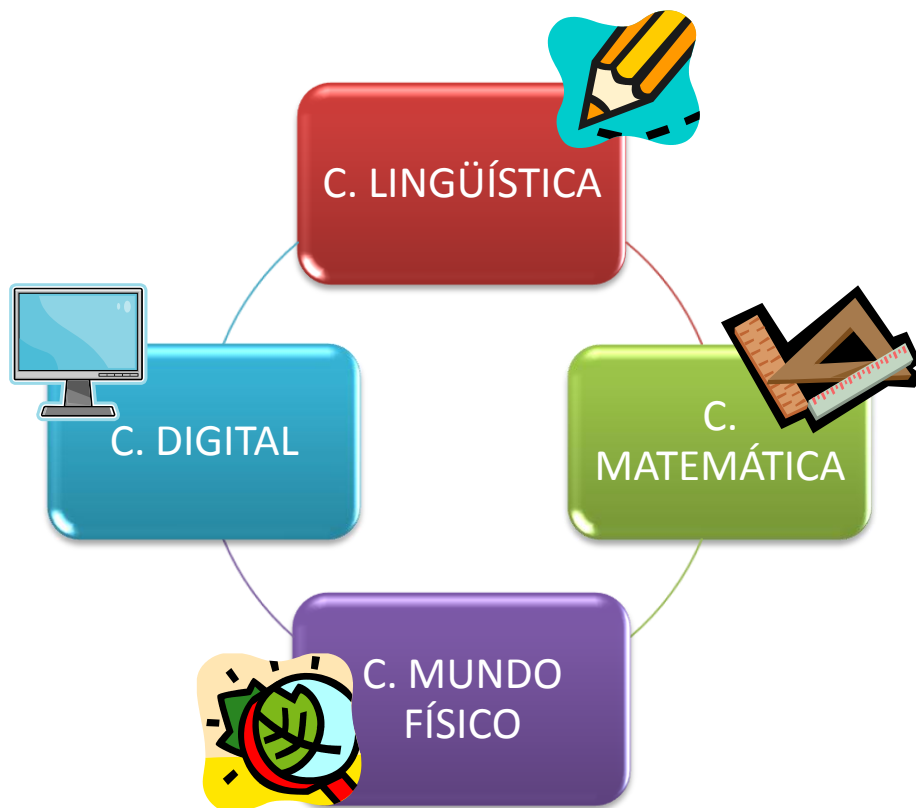 C. LINGÜÍSTICA
C. DIGITAL
C.
MATEMÁTICA
C. MUNDO
FÍSICO